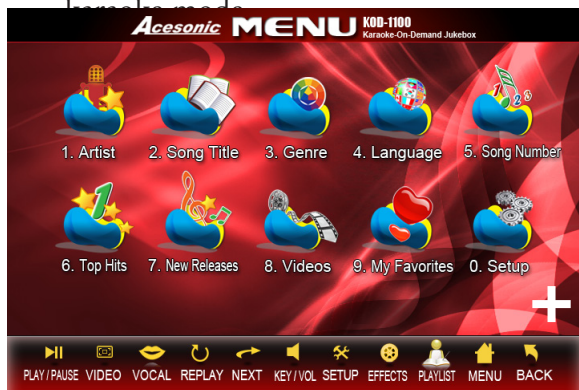 karaoke mode
Acesonic MENU KOD-1100
Karaoke-On-Demand Jukebox
1. Artist 2. Song Title 3. Genre 4. Language 5. Song Number
6. Top Hits 7. New Releases 8. Videos 9. My Favorites 0. Setup
PLAY / PAUSE VIDEO VOCAL REPLAY NEXT KEY / VOL SETUP EFFECTS PLAYLIST MENU BACK